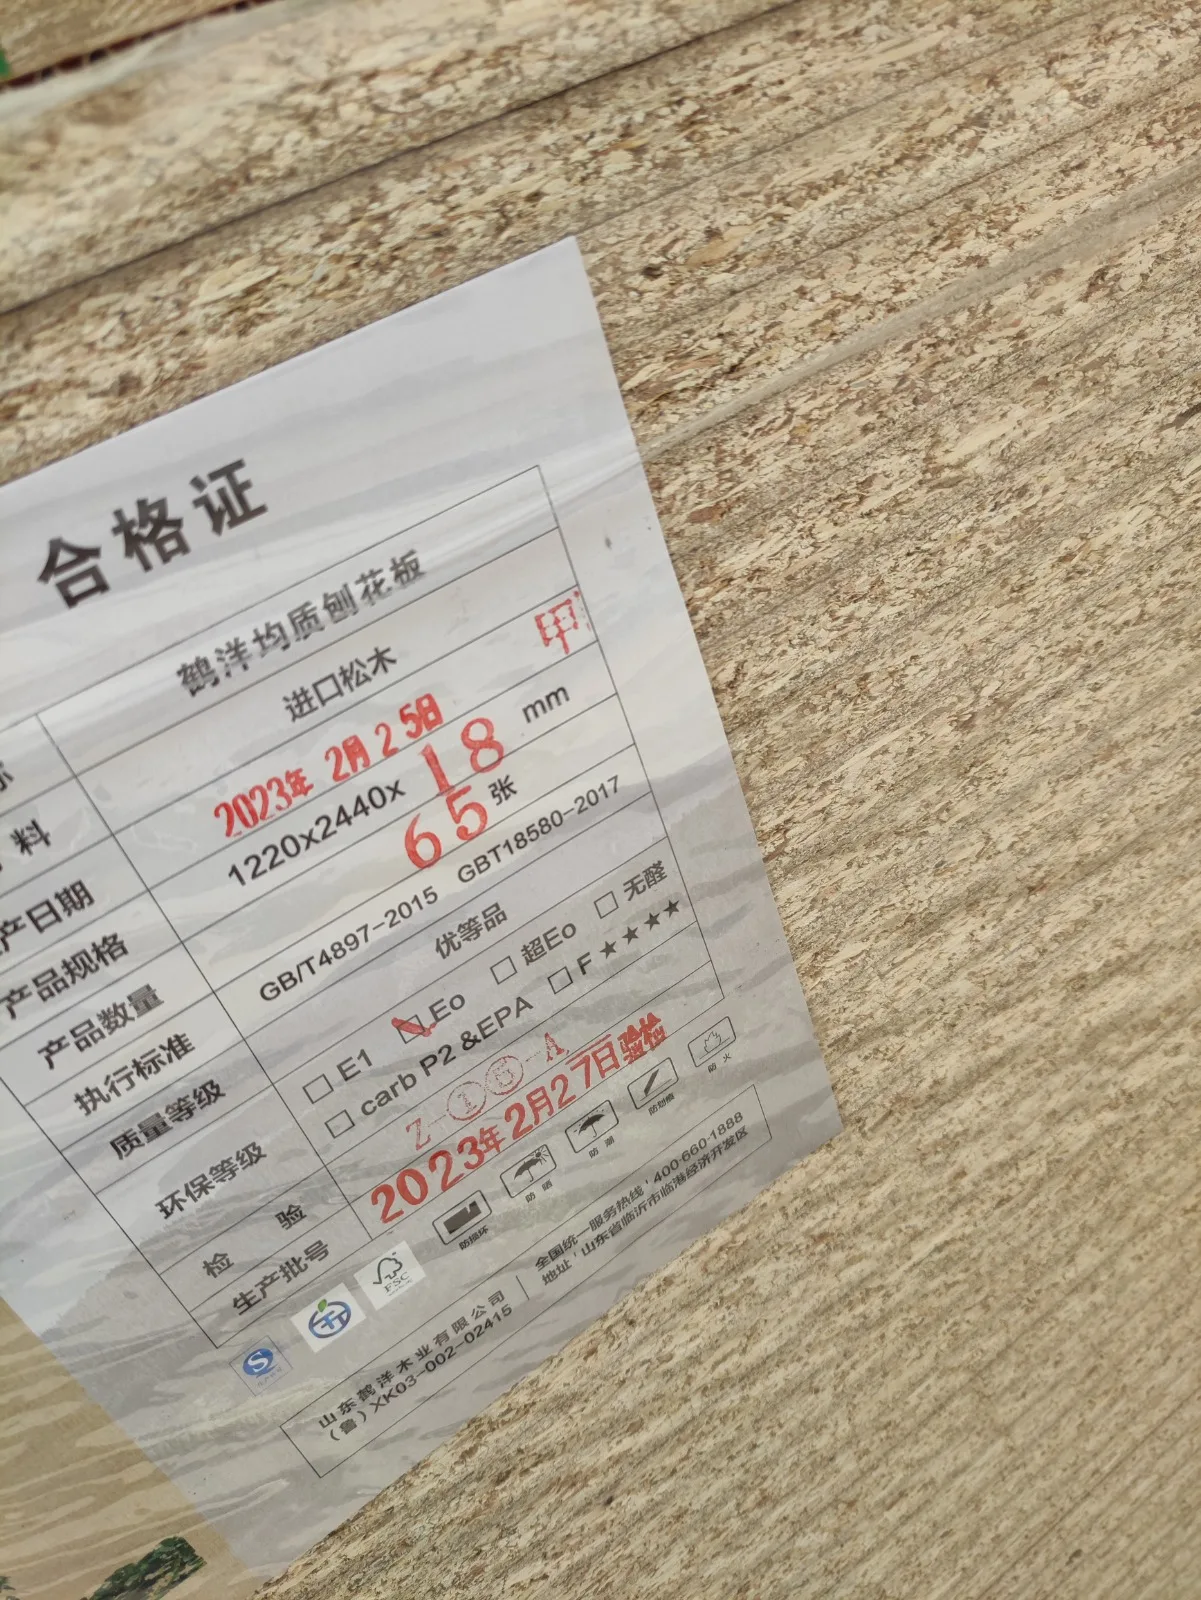 合格证
鹤洋均质刨花板
料 进口松木
产日期 2023年 2月 25日 甲
产品规格 1220x2440x 18 mm
产品数量 65 张
执行标准 GB/T4897-2015 GBT18580-2017
质量等级 优等品
环保等级 E1 Eo 超Eo 无醛
carb P2 &EPA F★★★★
检 验
生产批号 2023年2月27日验检
防损坏 防晒 防潮 防火
FSC
山东鹤洋木业有限公司 全国统一服务热线：400-660-1888
(鲁) XK03-002-02415 地址：山东省临沂市临港经济开发区